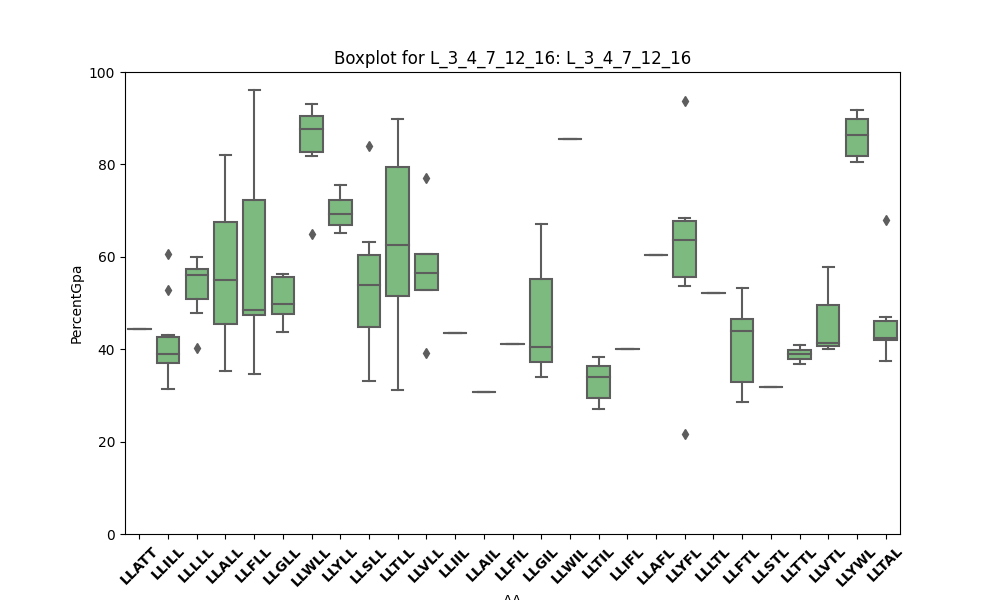 Boxplot for L_3_4_7_12_16: L_3_4_7_12_16
100
80
60
40
20
0
PercentGpa
LLATT LLILL LLLLL LLALL LLFLL LLGLL LLWLL LLYLL LLSLL LLTLL LLVLL LLIIL LLAIL LLFIL LLGIL LLWIL LLTIL LLIFL LLAFL LLYFL LLLTL LLFTL LLSTL LLTTL LLVTL LLYWL LLTAL
AA